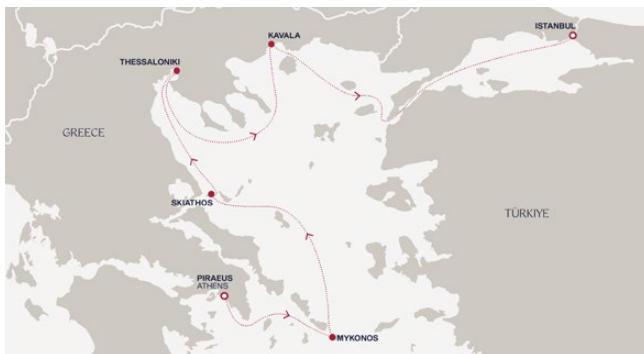 ISTANBUL
KAVALA
THESSALONIKI
GREECE
SKIATHOS
TÜRKIYE
PIRAEUS
ATHENS
MYKONOS